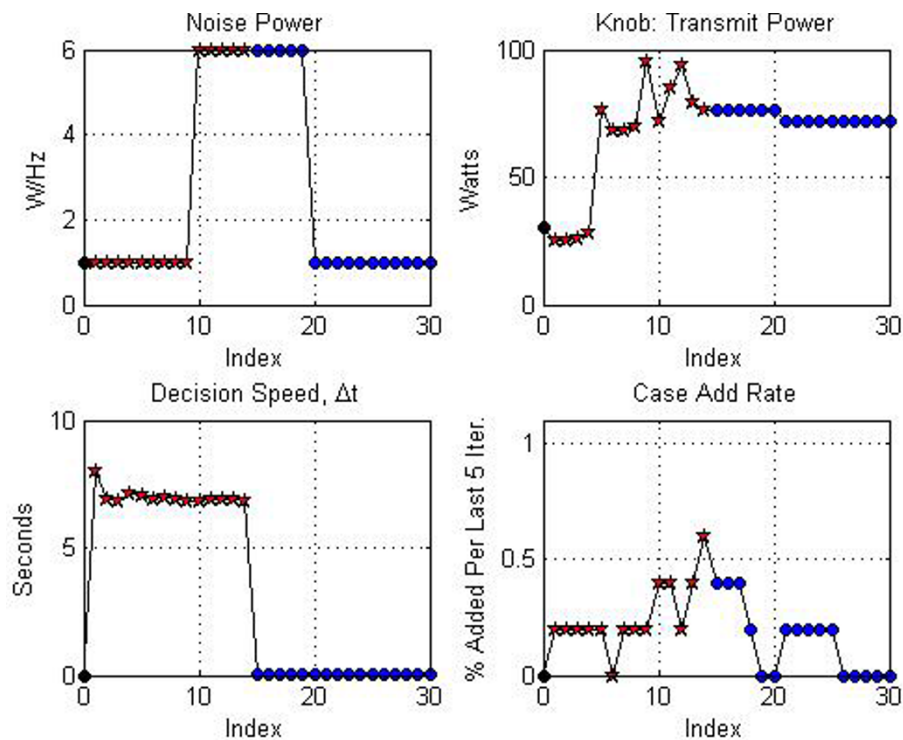 Noise Power
6
4
2
0
W/Hz
0 10 20 30
Index
Knob: Transmit Power
100
50
0
Watts
0 10 20 30
Index
Decision Speed, Δt
10
5
0
Seconds
0 10 20 30
Index
Case Add Rate
1
0.5
0
% Added Per Last 5 Iter.
0 10 20 30
Index